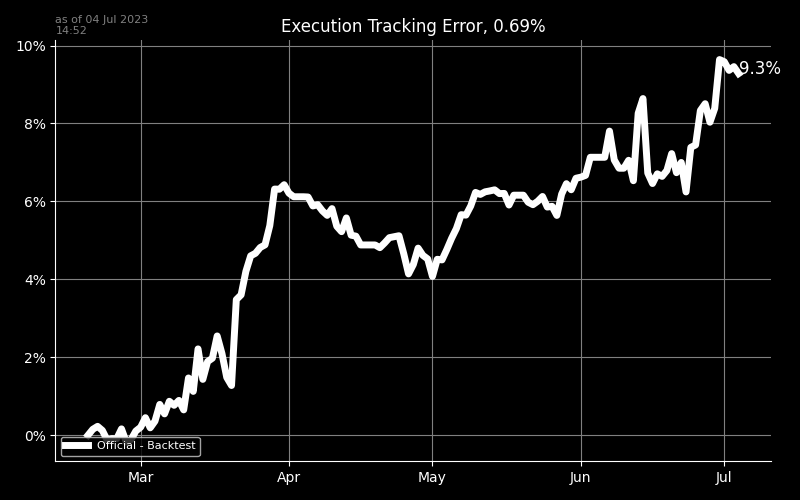 as of 04 Jul 2023
14:52
Execution Tracking Error, 0.69%
10%
8%
6%
4%
2%
0%
9.3%
Official - Backtest
Mar
Apr
May
Jun
Jul